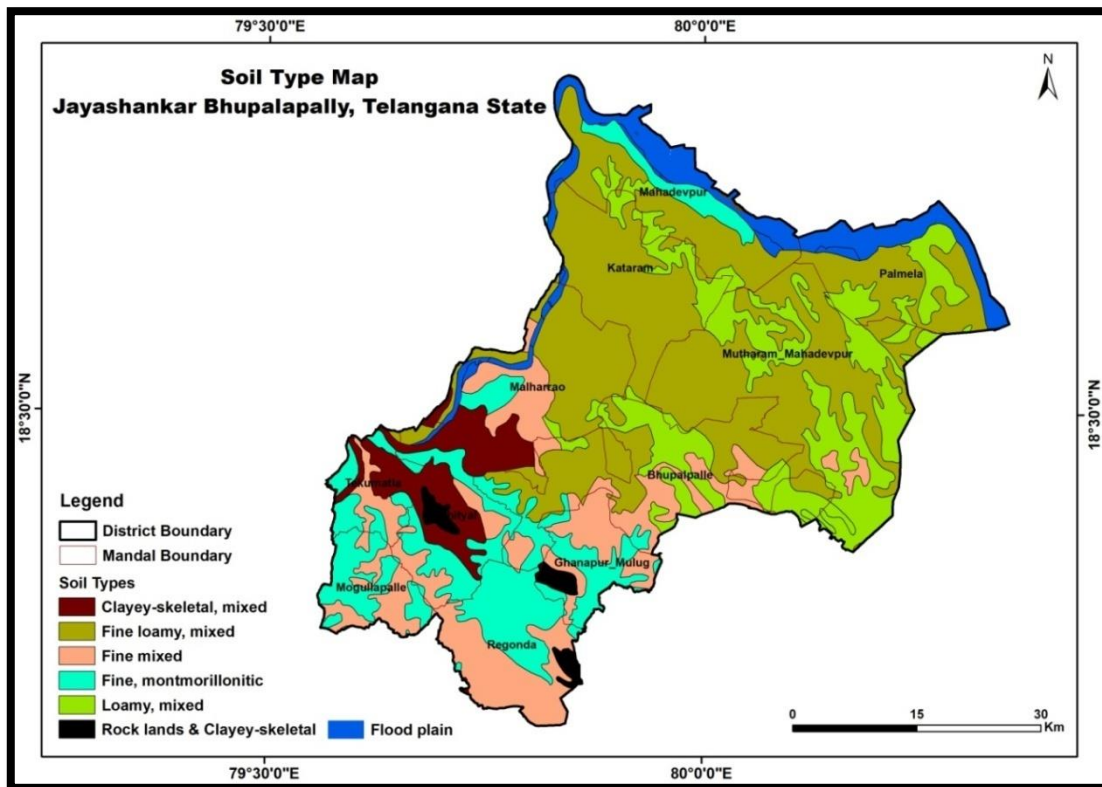 79°30'0"E
80°0'0"E
Soil Type Map
Jayashankar Bhupalapally, Telangana State
N
Mahadevpur
Kataram
Palmela
Mutharam_Mahadevpur
Malharrao
18°30'0"N
18°30'0"N
Bhupalpalle
Tekumatla
Ghanapur_Mulug
Mogullapalle
Regonda
Legend
District Boundary
Mandal Boundary
Soil Types
Clayey-skeletal, mixed
Fine loamy, mixed
Fine mixed
Fine, montmorillonitic
Loamy, mixed
Rock lands & Clayey-skeletal
Flood plain
0 15 30
Km
79°30'0"E
80°0'0"E